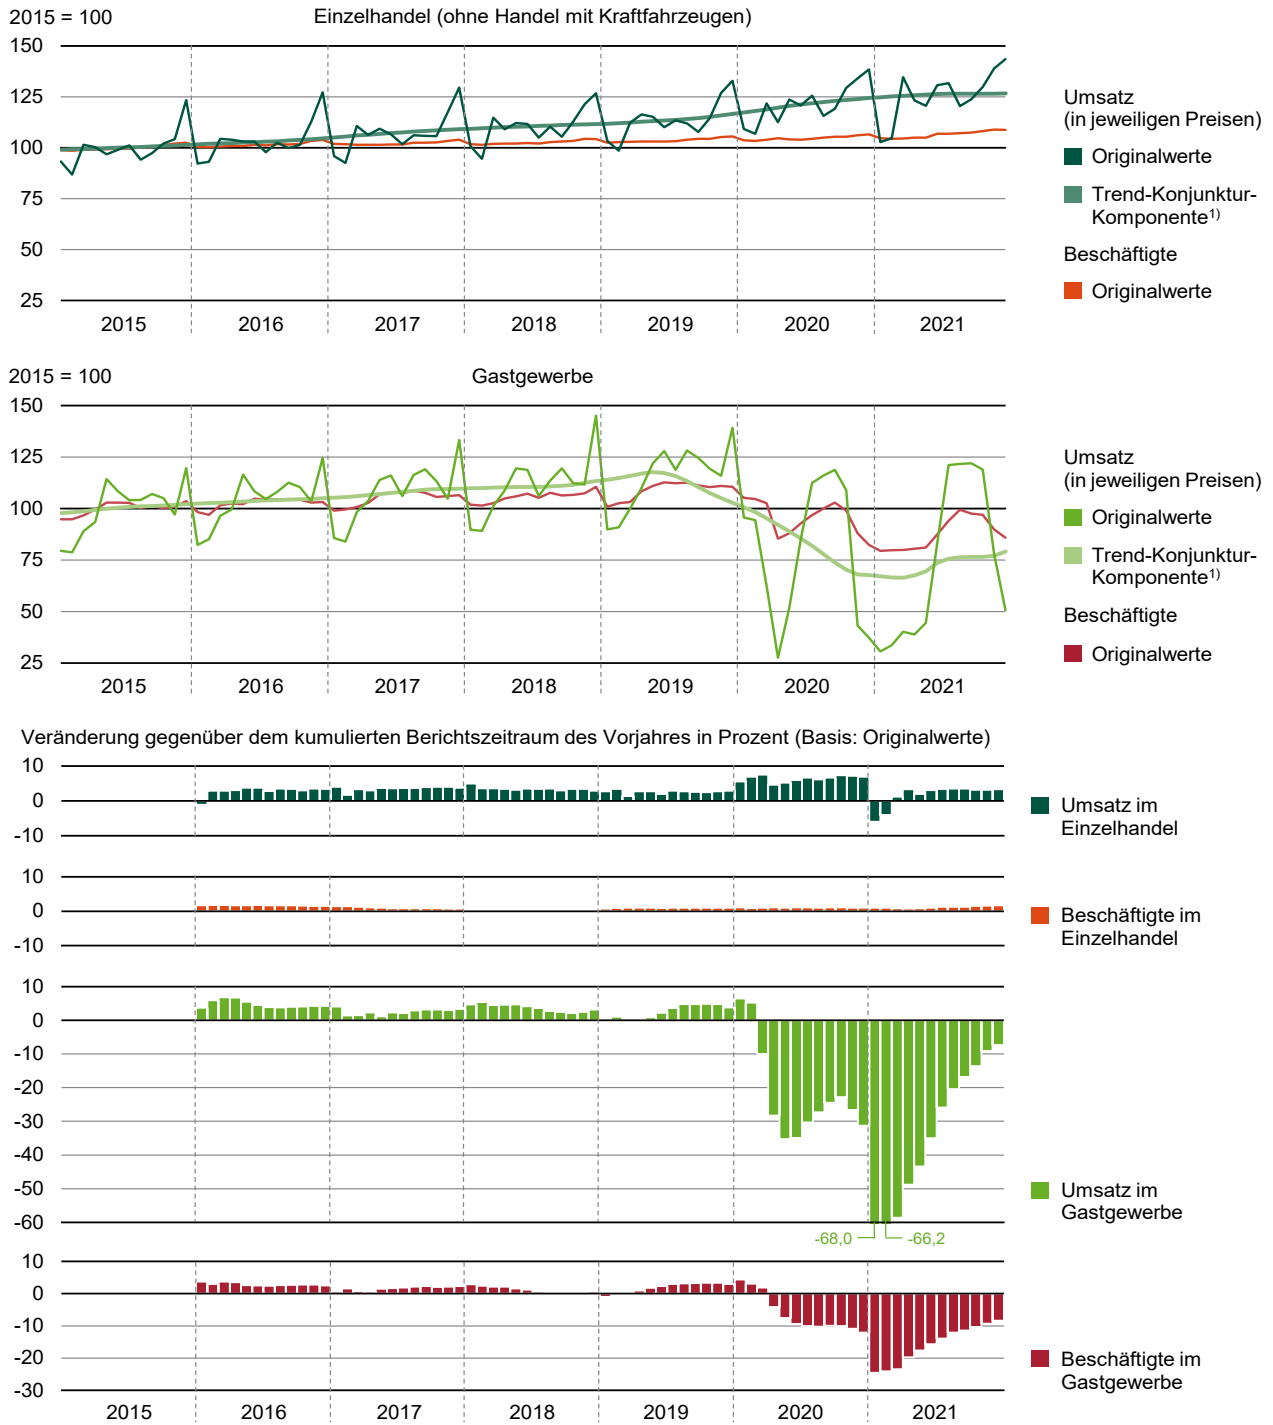 2015 = 100
Einzelhandel (ohne Handel mit Kraftfahrzeugen)
150
125
100
75
50
25
2015 2016 2017 2018 2019 2020 2021
Umsatz
(in jeweiligen Preisen)
Originalwerte
Trend-Konjunktur-
Komponente1)
Beschäftigte
Originalwerte
2015 = 100
Gastgewerbe
150
125
100
75
50
25
2015 2016 2017 2018 2019 2020 2021
Umsatz
(in jeweiligen Preisen)
Originalwerte
Trend-Konjunktur-
Komponente1)
Beschäftigte
Originalwerte
Veränderung gegenüber dem kumulierten Berichtszeitraum des Vorjahres in Prozent (Basis: Originalwerte)
10
0
-10
Umsatz im
Einzelhandel
10
0
-10
Beschäftigte im
Einzelhandel
10
0
-10
-20
-30
-40
-50
-60
-68,0
-66,2
Umsatz im
Gastgewerbe
10
0
-10
-20
-30
Beschäftigte im
Gastgewerbe
2015 2016 2017 2018 2019 2020 2021